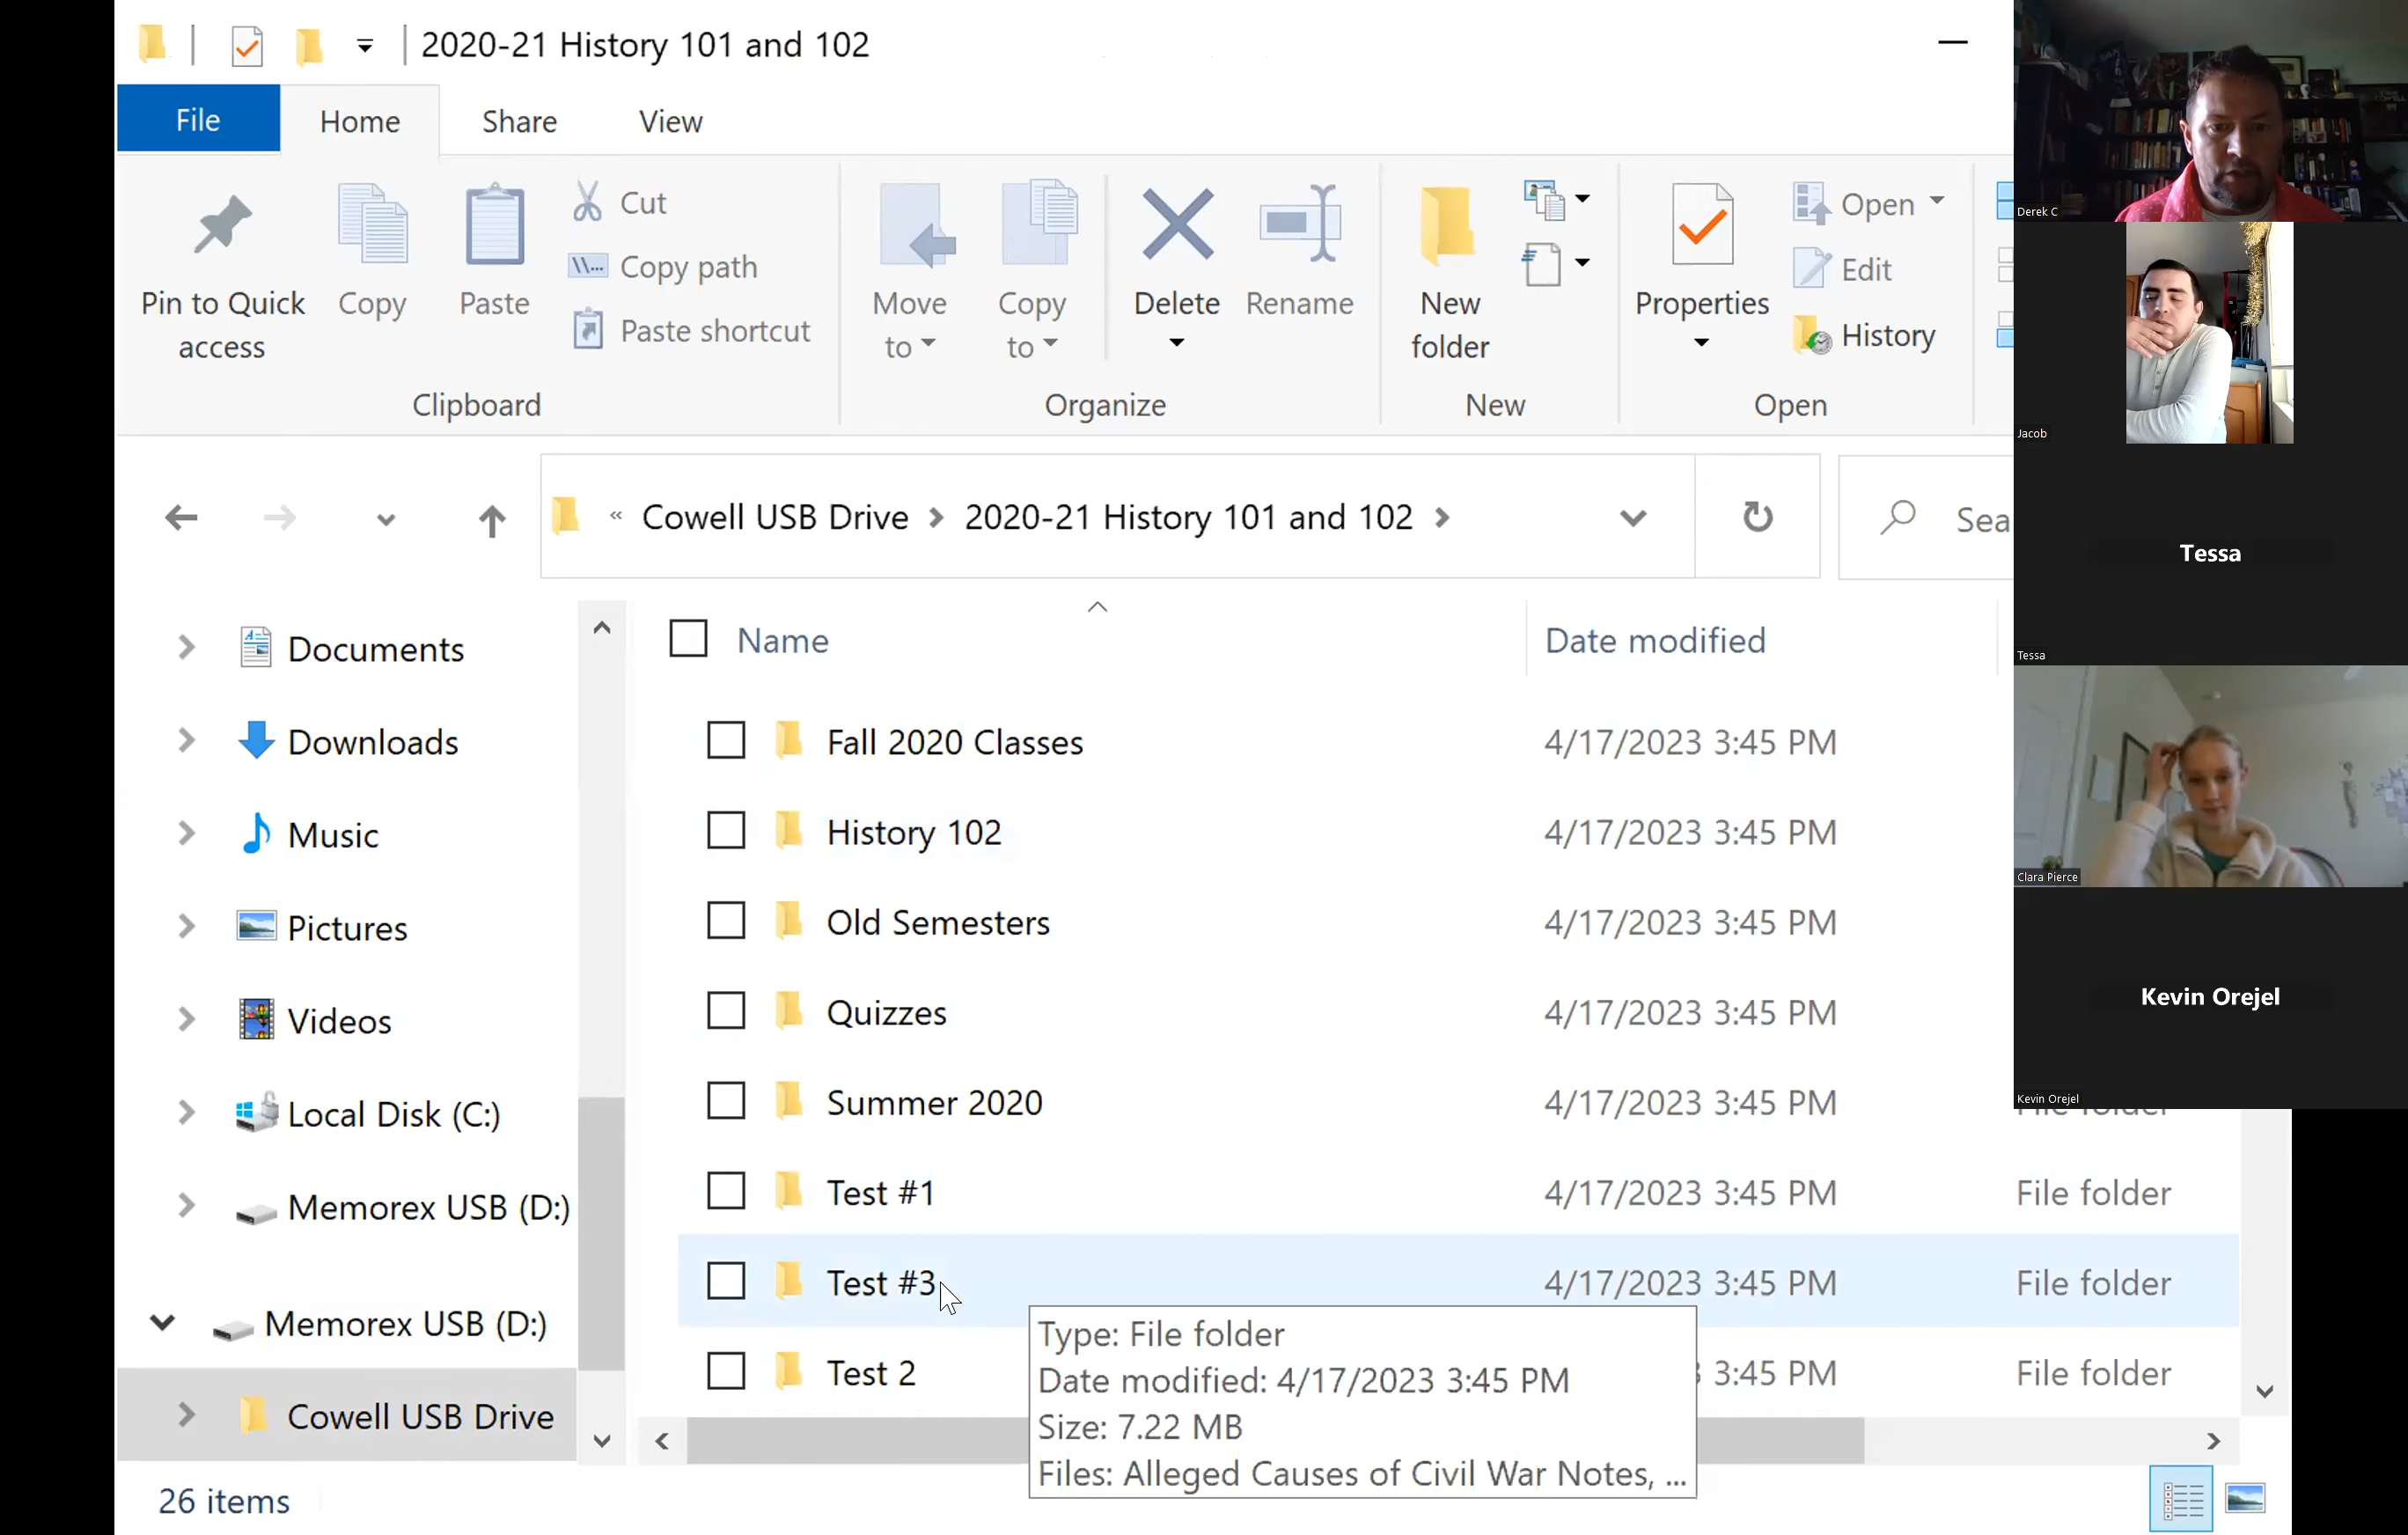 2020-21 History 101 and 102
File Home Share View
Pin to Quick access
Copy
Paste
Cut
Copy path
Paste shortcut
Clipboard
Move to
Copy to
Delete
Rename
Organize
New folder
New
Properties
Open
Edit
History
Open
« Cowell USB Drive > 2020-21 History 101 and 102 >
Sea
Documents
Downloads
Music
Pictures
Videos
Local Disk (C:)
Memorex USB (D:)
Memorex USB (D:)
Cowell USB Drive
Name Date modified
Fall 2020 Classes 4/17/2023 3:45 PM
History 102 4/17/2023 3:45 PM
Old Semesters 4/17/2023 3:45 PM
Quizzes 4/17/2023 3:45 PM
Summer 2020 4/17/2023 3:45 PM File folder
Test #1 4/17/2023 3:45 PM File folder
Test #3 4/17/2023 3:45 PM File folder
Test 2 3:45 PM File folder
Type: File folder
Date modified: 4/17/2023 3:45 PM
Size: 7.22 MB
Files: Alleged Causes of Civil War Notes, ...
26 items
Derek C
Jacob
Tessa
Tessa
Clara Pierce
Kevin Orejel
Kevin Orejel